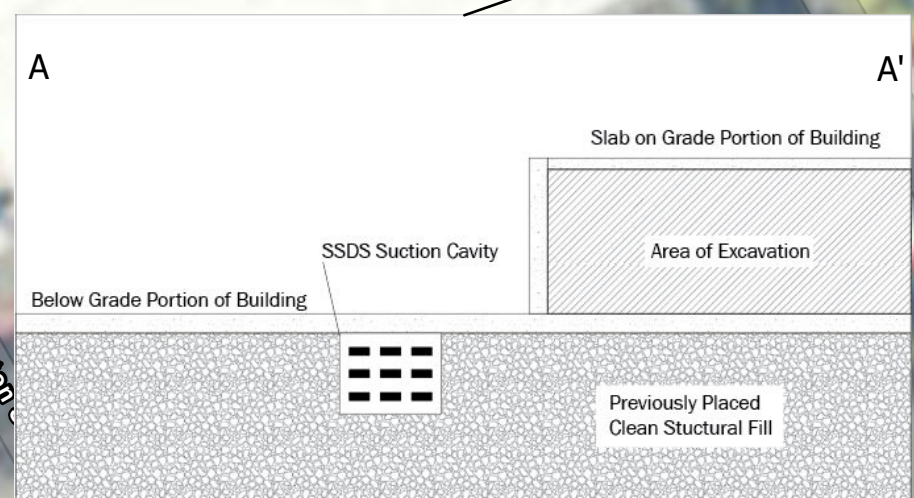 A
A'
Slab on Grade Portion of Building
SSDS Suction Cavity
Area of Excavation
Below Grade Portion of Building
Previously Placed
Clean Stuctural Fill